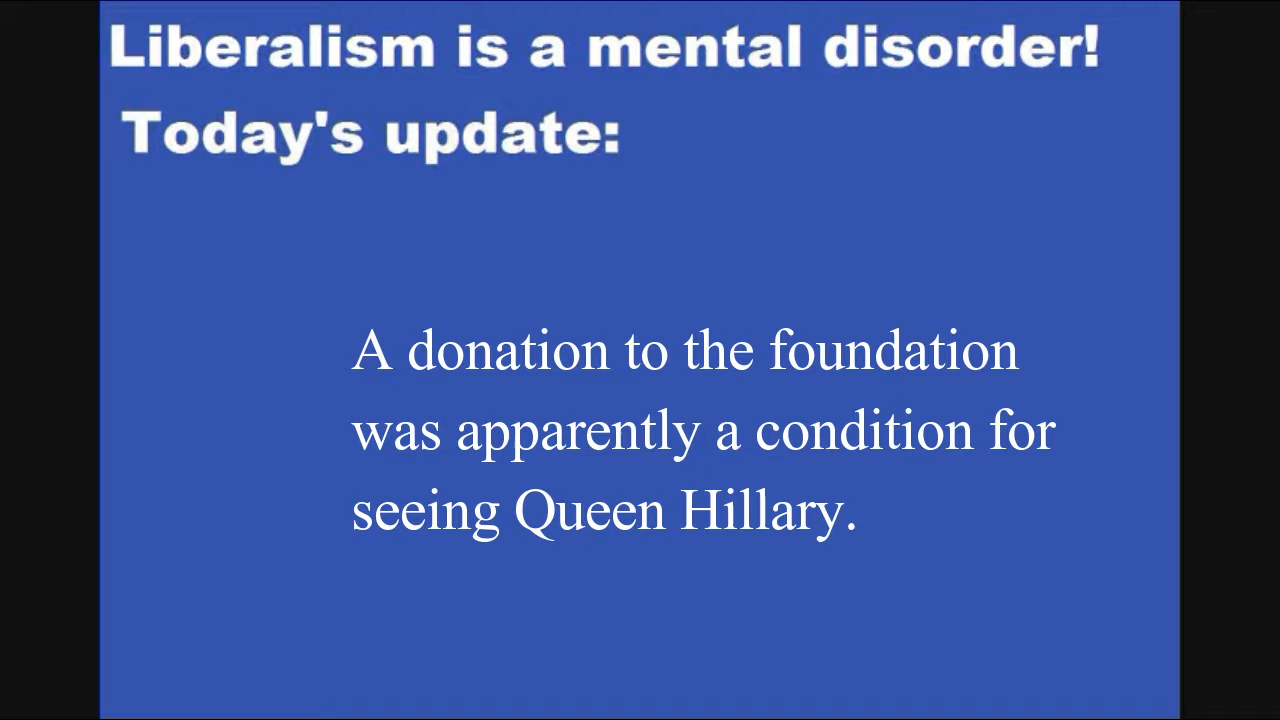 Liberalism is a mental disorder!
Today's update:
A donation to the foundation
was apparently a condition for
seeing Queen Hillary.